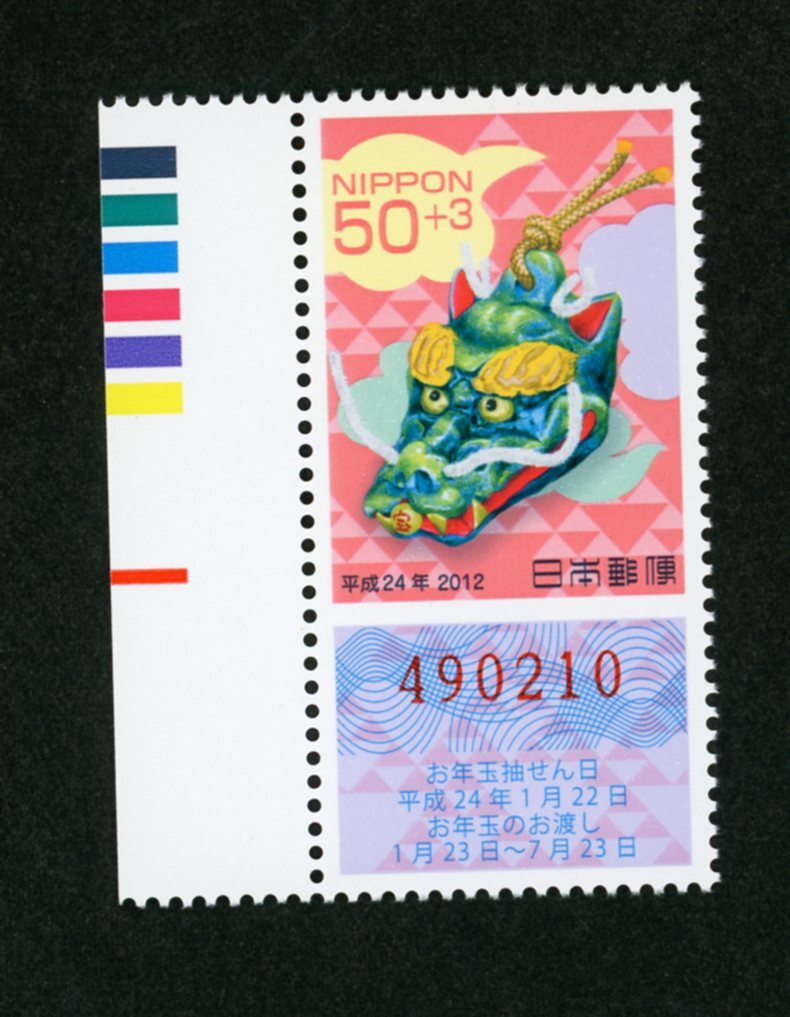 NIPPON
50+3
宝
平成24年 2012
日本郵便
490210
お年玉抽せん日
平成24年1月22日
お年玉のお渡し
1月23日～7月23日